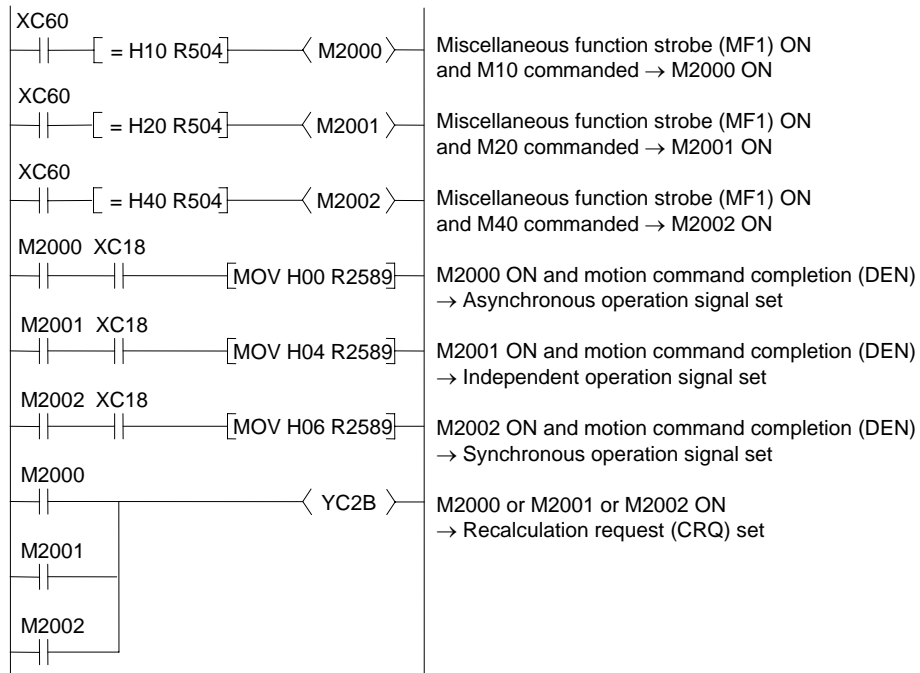 XC60
[ = H10 R504] M2000 Miscellaneous function strobe (MF1) ON
and M10 commanded → M2000 ON
XC60
[ = H20 R504] M2001 Miscellaneous function strobe (MF1) ON
and M20 commanded → M2001 ON
XC60
[ = H40 R504] M2002 Miscellaneous function strobe (MF1) ON
and M40 commanded → M2002 ON
M2000 XC18
[MOV H00 R2589] M2000 ON and motion command completion (DEN)
→ Asynchronous operation signal set
M2001 XC18
[MOV H04 R2589] M2001 ON and motion command completion (DEN)
→ Independent operation signal set
M2002 XC18
[MOV H06 R2589] M2002 ON and motion command completion (DEN)
→ Synchronous operation signal set
M2000
YC2B M2000 or M2001 or M2002 ON
→ Recalculation request (CRQ) set
M2001
M2002